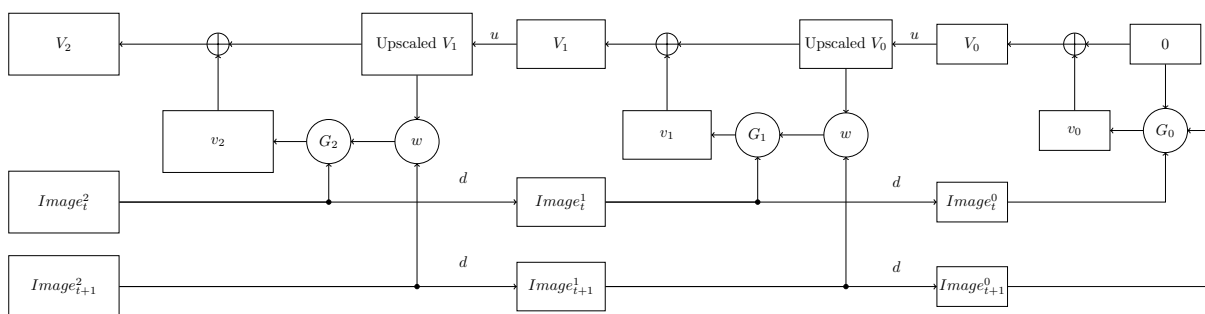 $V_2$ Upscaled $V_1$ $u$ $V_1$ Upscaled $V_0$ $u$ $V_0$ 0
$v_2$ $G_2$ $w$ $v_1$ $G_1$ $w$ $v_0$ $G_0$
$d$ $d$
$Image_t^2$ $Image_t^1$ $Image_t^0$
$d$ $d$
$Image_{t+1}^2$ $Image_{t+1}^1$ $Image_{t+1}^0$